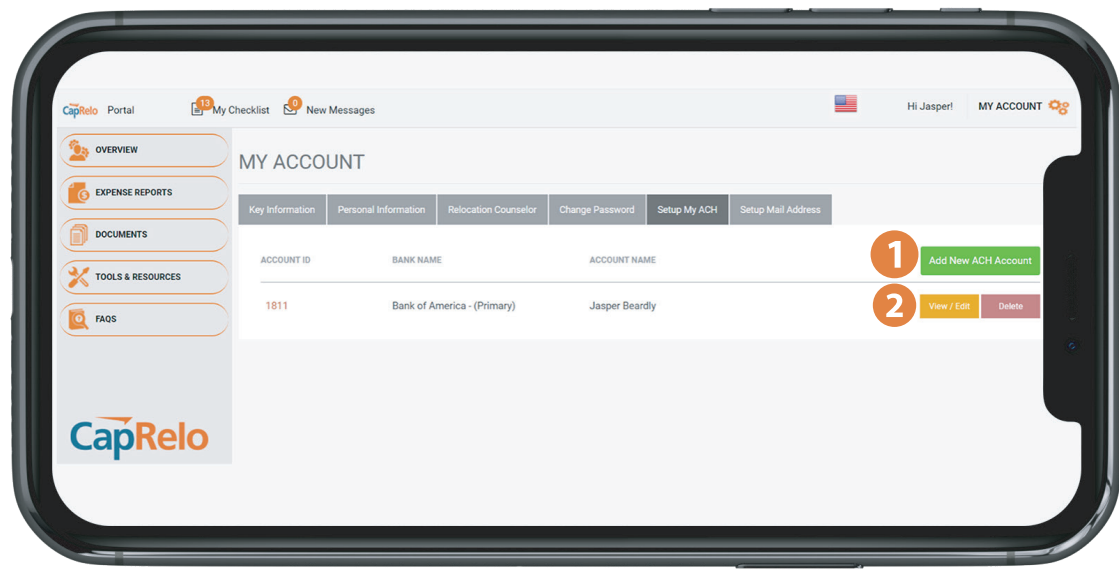 CapRelo Portal 13 My Checklist 0 New Messages Hi Jasper! MY ACCOUNT
OVERVIEW
EXPENSE REPORTS
DOCUMENTS
TOOLS & RESOURCES
FAQS
CapRelo
MY ACCOUNT
Key Information Personal Information Relocation Counselor Change Password Setup My ACH Setup Mail Address
ACCOUNT ID BANK NAME ACCOUNT NAME 1 Add New ACH Account
1811 Bank of America - (Primary) Jasper Beardly 2 View / Edit Delete